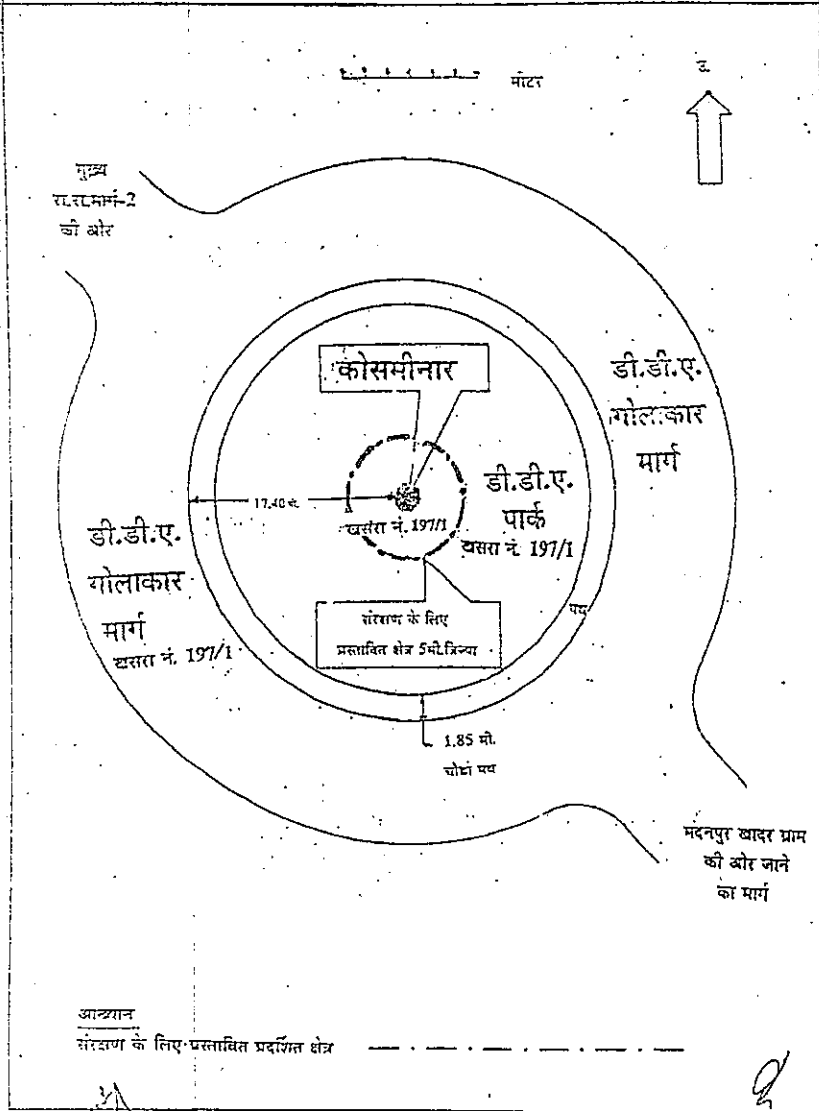 मीटर
उ.
मुख्य
रा.रा.मार्ग-2
की ओर
कोसमीनार
डी.डी.ए.
गोलाकार
मार्ग
17.40 मी.
खसरा नं. 197/1
डी.डी.ए.
पार्क
खसरा नं. 197/1
डी.डी.ए.
गोलाकार
मार्ग
खसरा नं. 197/1
पथ
संरक्षण के लिए
प्रस्तावित क्षेत्र 5मी.त्रिज्या
1.85 मी.
चौड़ा पथ
मदनपुर खादर ग्राम
की ओर जाने
का मार्ग
आख्यान
संरक्षण के लिए प्रस्तावित प्रदर्शित क्षेत्र